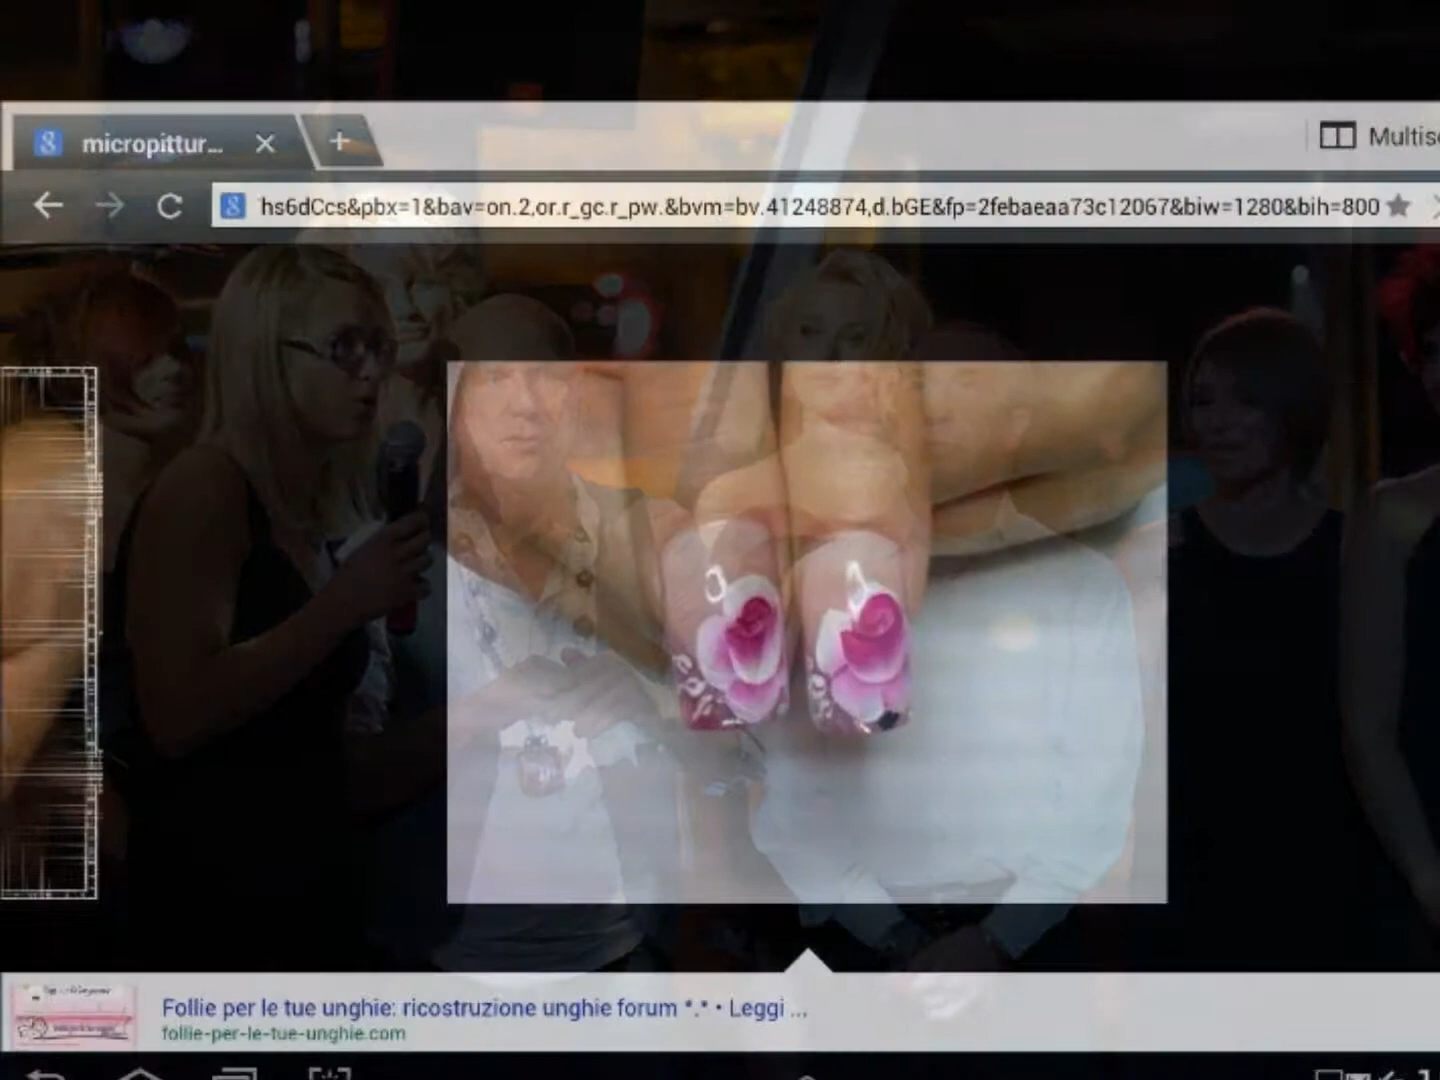 micropittur...
Multis
hs6dCcs&pbx=1&bav=on.2,or.r_gc.r_pw.&bvm=bv.41248874,d.bGE&fp=2febaeaa73c12067&biw=1280&bih=800
Follie per le tue unghie: ricostruzione unghie forum *.* • Leggi ...
follie-per-le-tue-unghie.com